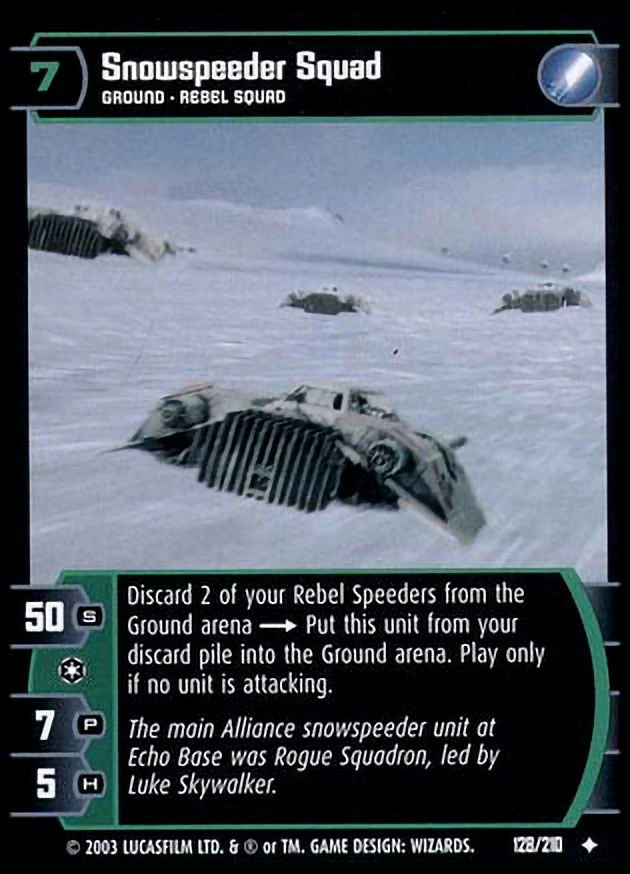 7
Snowspeeder Squad
GROUND · REBEL SQUAD
50 S
Discard 2 of your Rebel Speeders from the
Ground arena → Put this unit from your
discard pile into the Ground arena. Play only
if no unit is attacking.
7 P
The main Alliance snowspeeder unit at
Echo Base was Rogue Squadron, led by
5 H
Luke Skywalker.
© 2003 LUCASFILM LTD. & ® or TM. GAME DESIGN: WIZARDS. 128/210